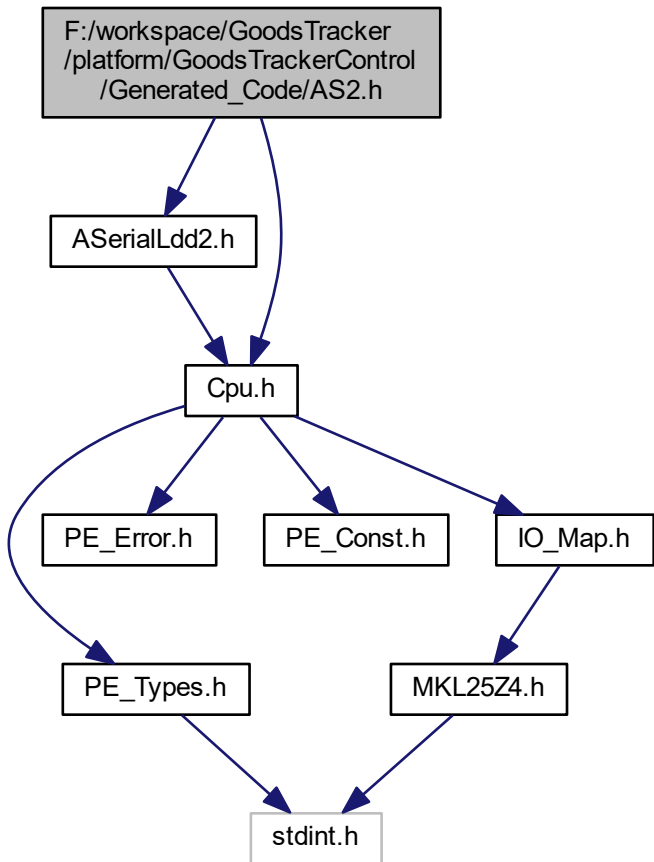 F:/workspace/GoodsTracker
/platform/GoodsTrackerControl
/Generated_Code/AS2.h
ASerialLdd2.h
Cpu.h
PE_Error.h
PE_Const.h
IO_Map.h
PE_Types.h
MKL25Z4.h
stdint.h